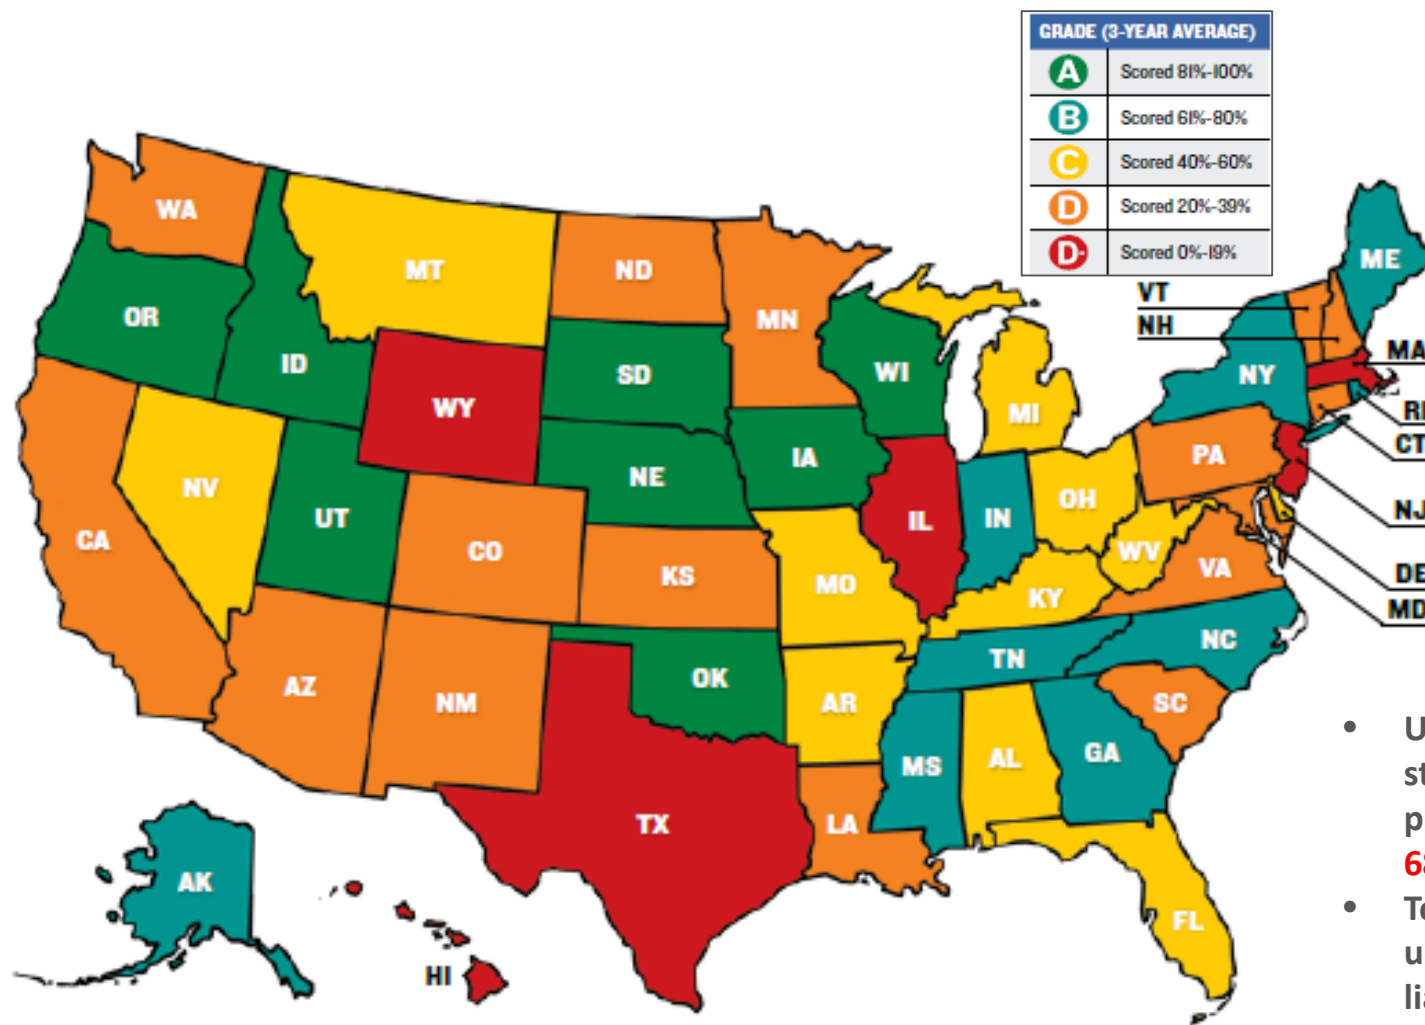 GRADE (3-YEAR AVERAGE)
A Scored 81%-100%
B Scored 61%-80%
C Scored 40%-60%
D Scored 20%-39%
D- Scored 0%-19%
WA
MT
ND
MN
OR
ID
SD
WI
WY
NE
IA
MI
NV
UT
CO
KS
CA
AZ
NM
OK
TX
MO
AR
LA
IL
IN
OH
WV
KY
TN
MS
AL
GA
FL
SC
NC
VA
PA
NY
VT
NH
ME
MA
CT
NJ
DE
MD
AK
HI
•
•